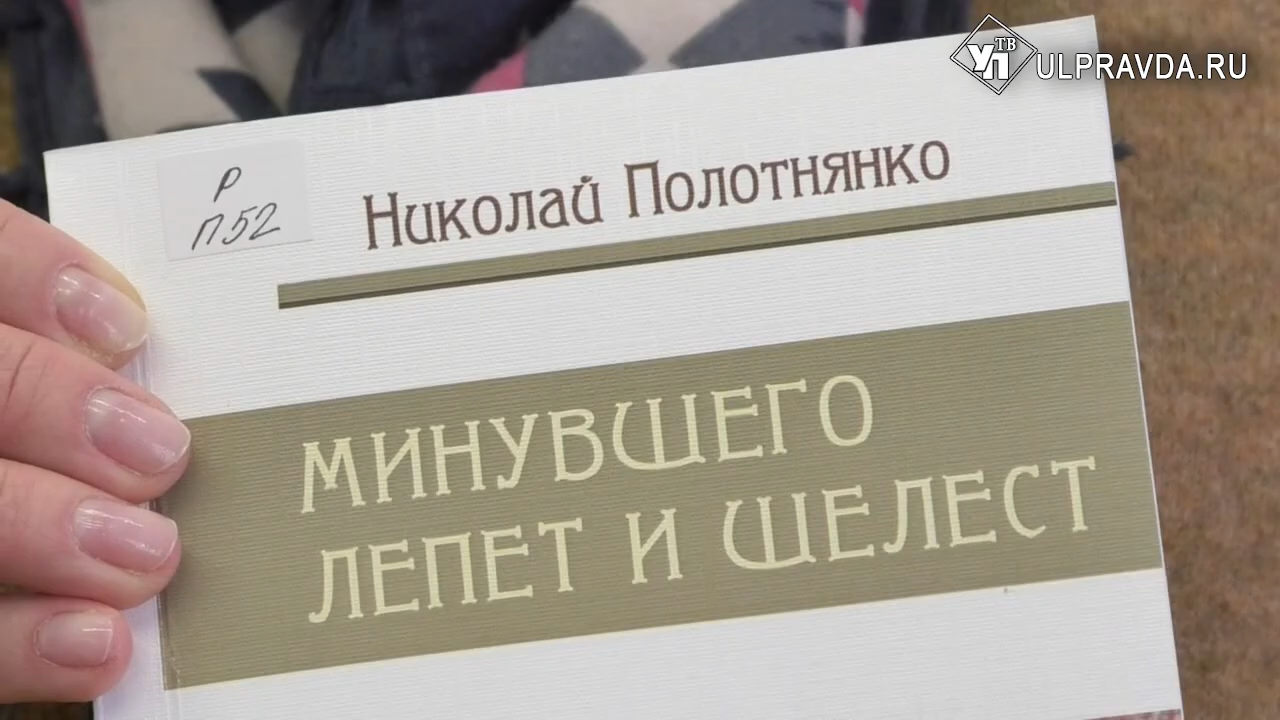 УП ТВ ULPRAVDA.RU
Р
П52
Николай Полотнянко
МИНУВШЕГО
ЛЕПЕТ И ШЕЛЕСТ